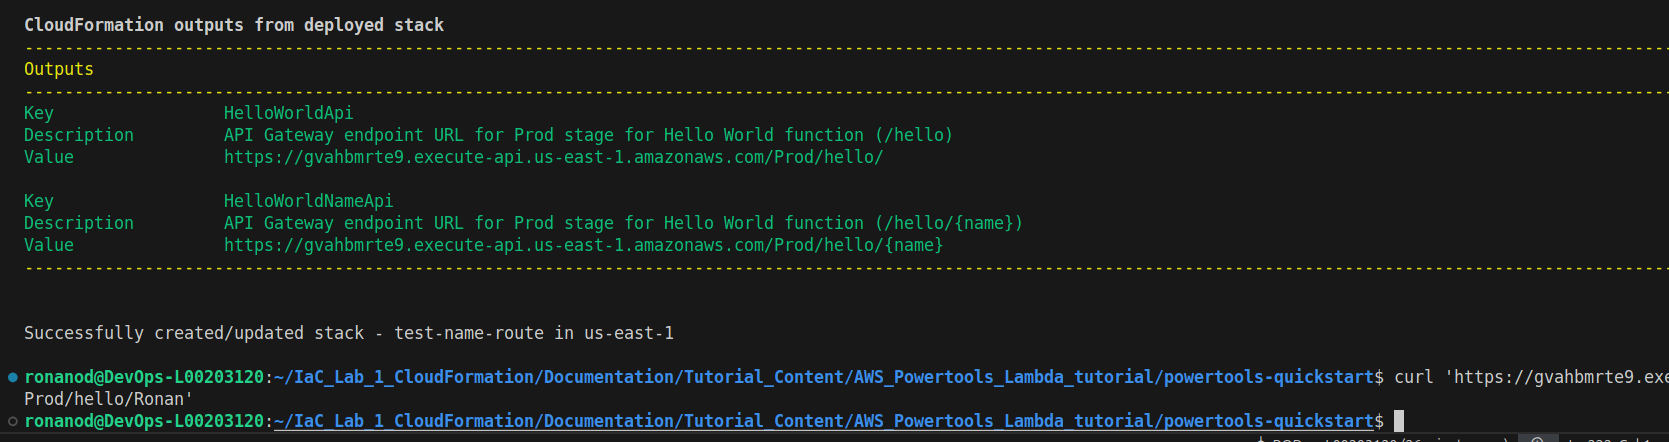 CloudFormation outputs from deployed stack
-----------------------------------------------------------------------------------------------------------------------------------------------------------------
Outputs
-----------------------------------------------------------------------------------------------------------------------------------------------------------------
Key HelloWorldApi
Description API Gateway endpoint URL for Prod stage for Hello World function (/hello)
Value https://gvahbmrte9.execute-api.us-east-1.amazonaws.com/Prod/hello/
Key HelloWorldNameApi
Description API Gateway endpoint URL for Prod stage for Hello World function (/hello/{name})
Value https://gvahbmrte9.execute-api.us-east-1.amazonaws.com/Prod/hello/{name}
-----------------------------------------------------------------------------------------------------------------------------------------------------------------
Successfully created/updated stack - test-name-route in us-east-1
ronanod@DevOps-L00203120:~/IaC_Lab_1_CloudFormation/Documentation/Tutorial_Content/AWS_Powertools_Lambda_tutorial/powertools-quickstart$ curl 'https://gvahbmrte9.exe
Prod/hello/Ronan'
ronanod@DevOps-L00203120:~/IaC_Lab_1_CloudFormation/Documentation/Tutorial_Content/AWS_Powertools_Lambda_tutorial/powertools-quickstart$